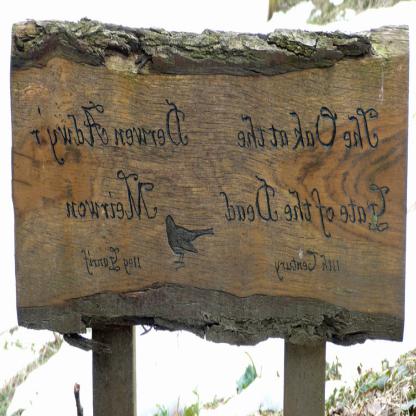 The Oak at the
Gate of the Dead
11th Century
Derwen Adwy'r
Meirwon
11eg Ganrif